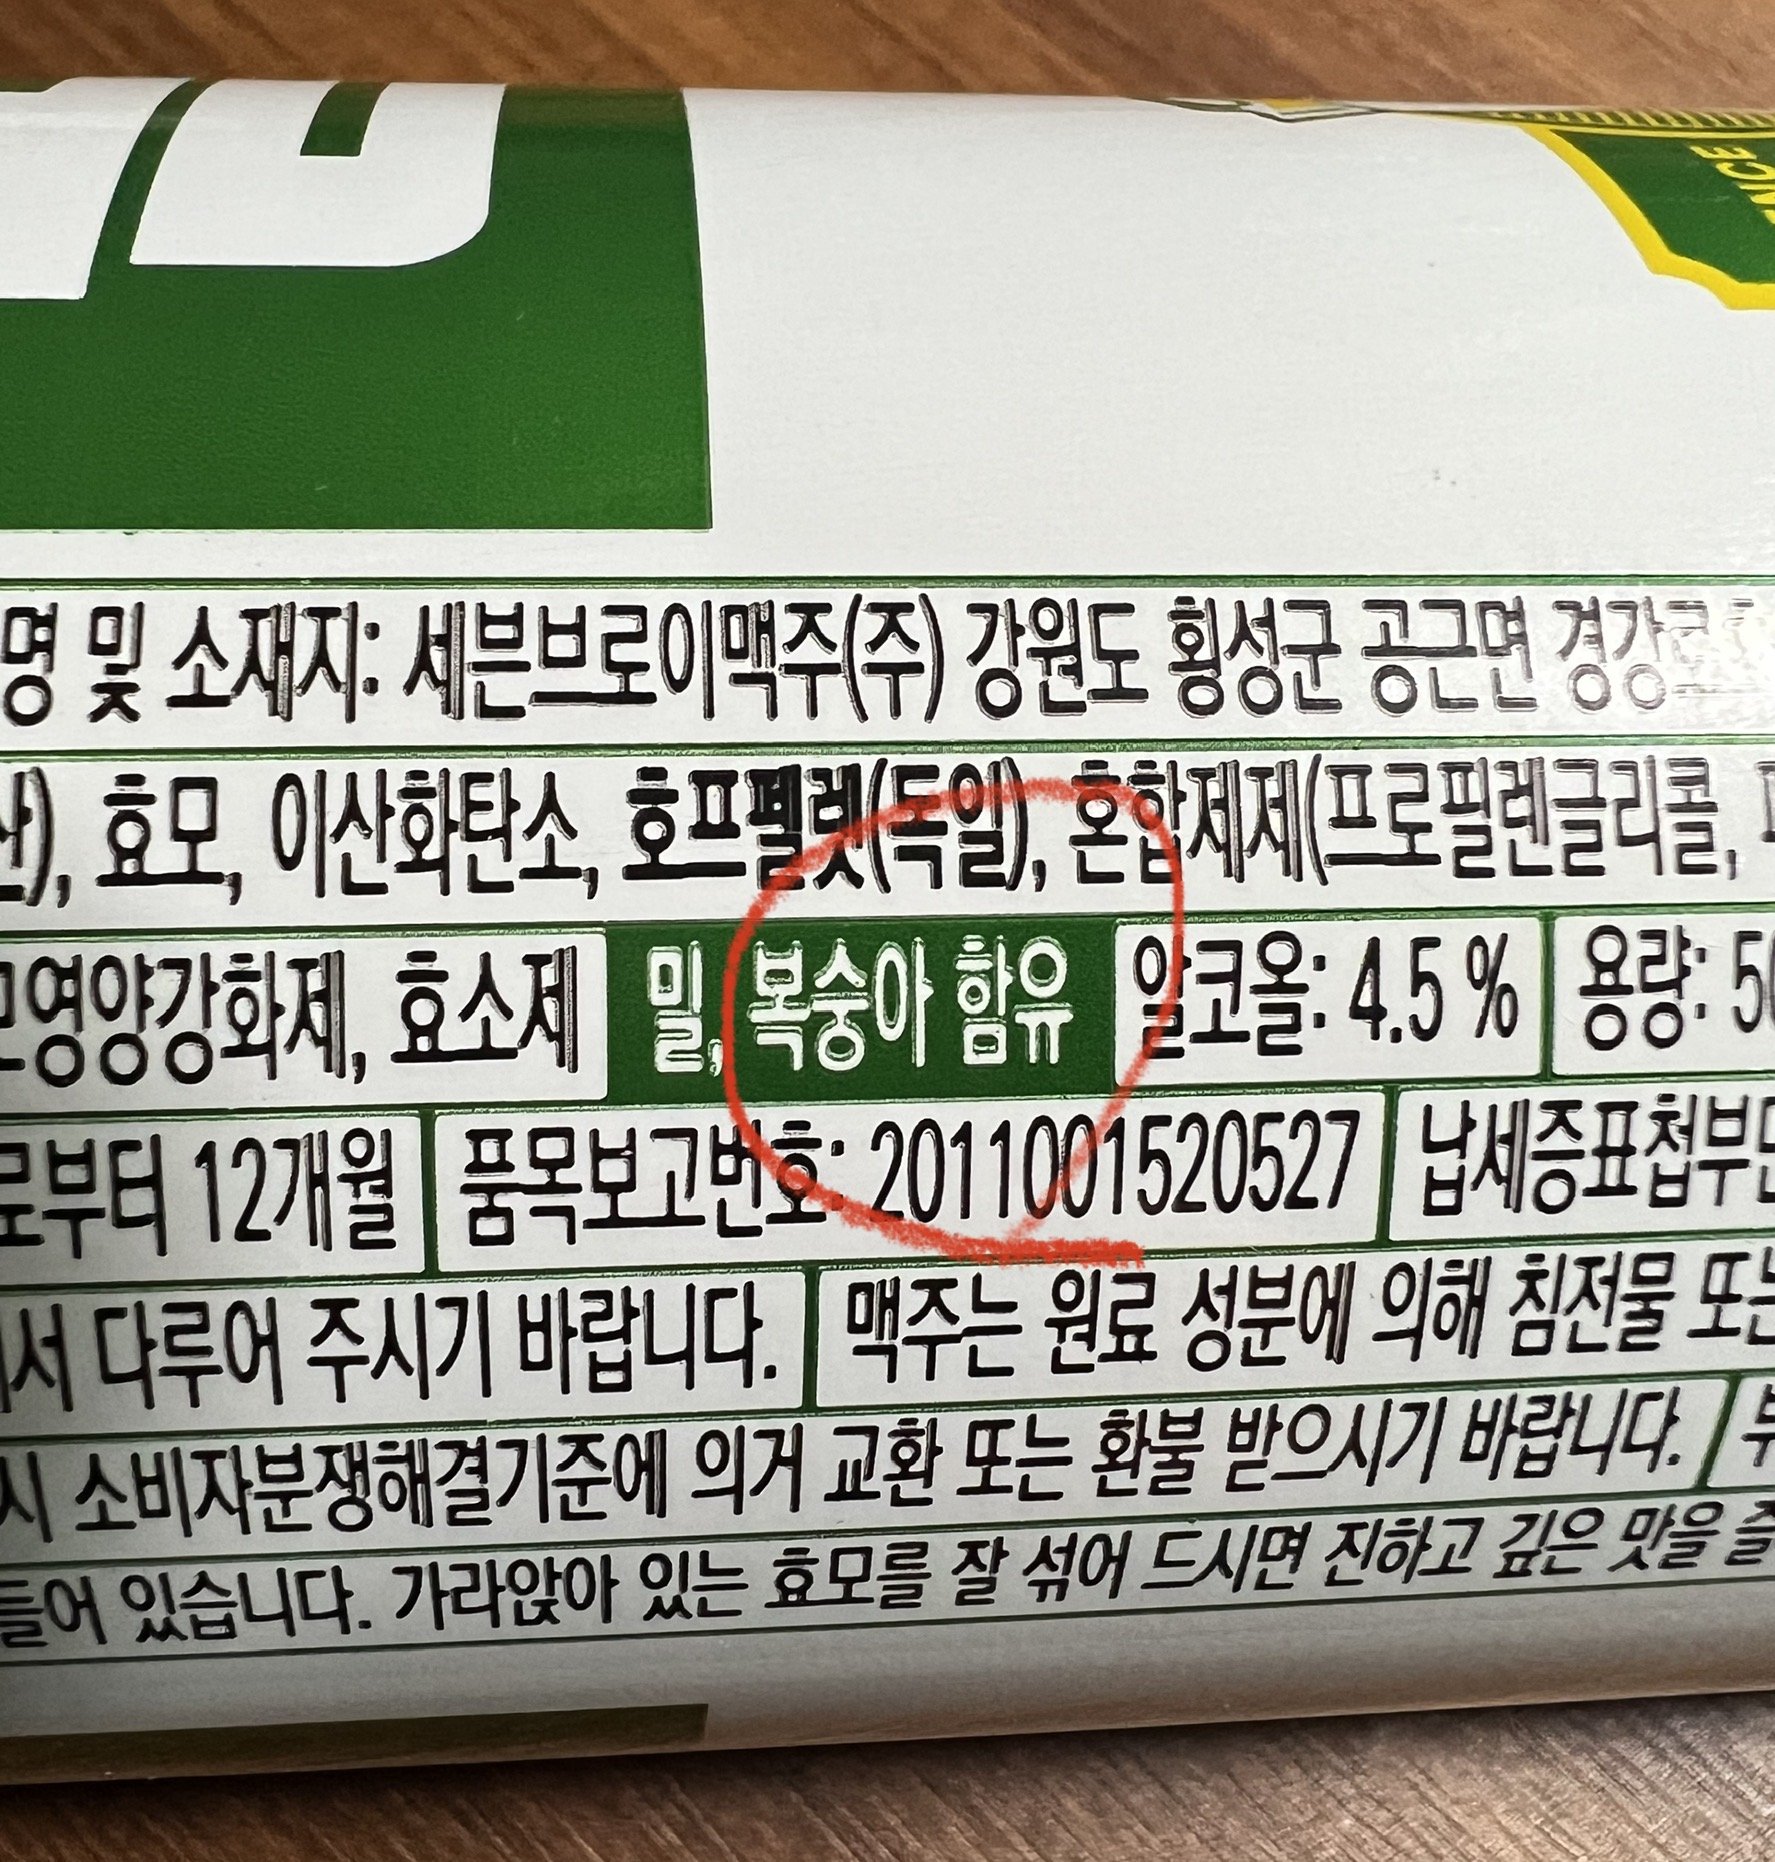 명 및 소재지: 세븐브로이맥주(주) 강원도 횡성군 공근면 경강로
산), 효모, 이산화탄소, 호프펠렛(독일), 혼합제제(프로필렌글리콜,
영양강화제, 효소제 밀, 복숭아 함유 알코올: 4.5 % 용량: 50
로부터 12개월 품목보고번호: 2011001520527 납세증표첩부
서 다루어 주시기 바랍니다. 맥주는 원료 성분에 의해 침전물 또는
시 소비자분쟁해결기준에 의거 교환 또는 환불 받으시기 바랍니다.
들어 있습니다. 가라앉아 있는 효모를 잘 섞어 드시면 진하고 깊은 맛을 즐